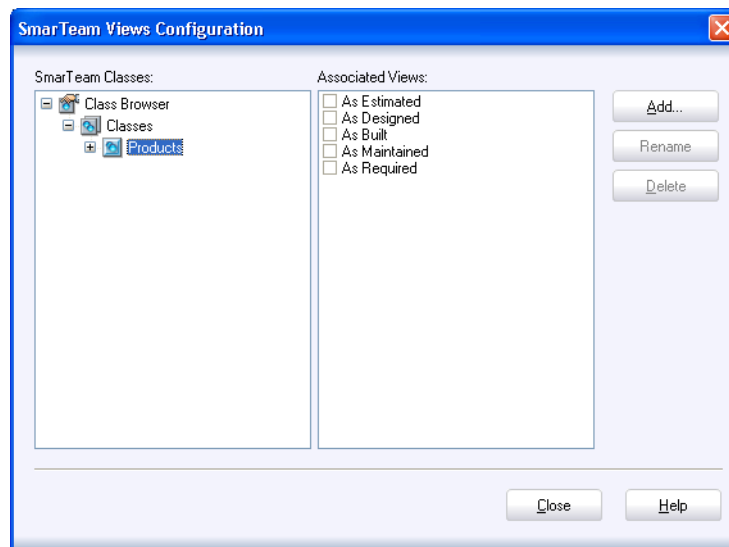 SmarTeam Views Configuration
SmarTeam Classes:
Class Browser
Classes
Products
Associated Views:
As Estimated
As Designed
As Built
As Maintained
As Required
Add...
Rename
Delete
Close
Help